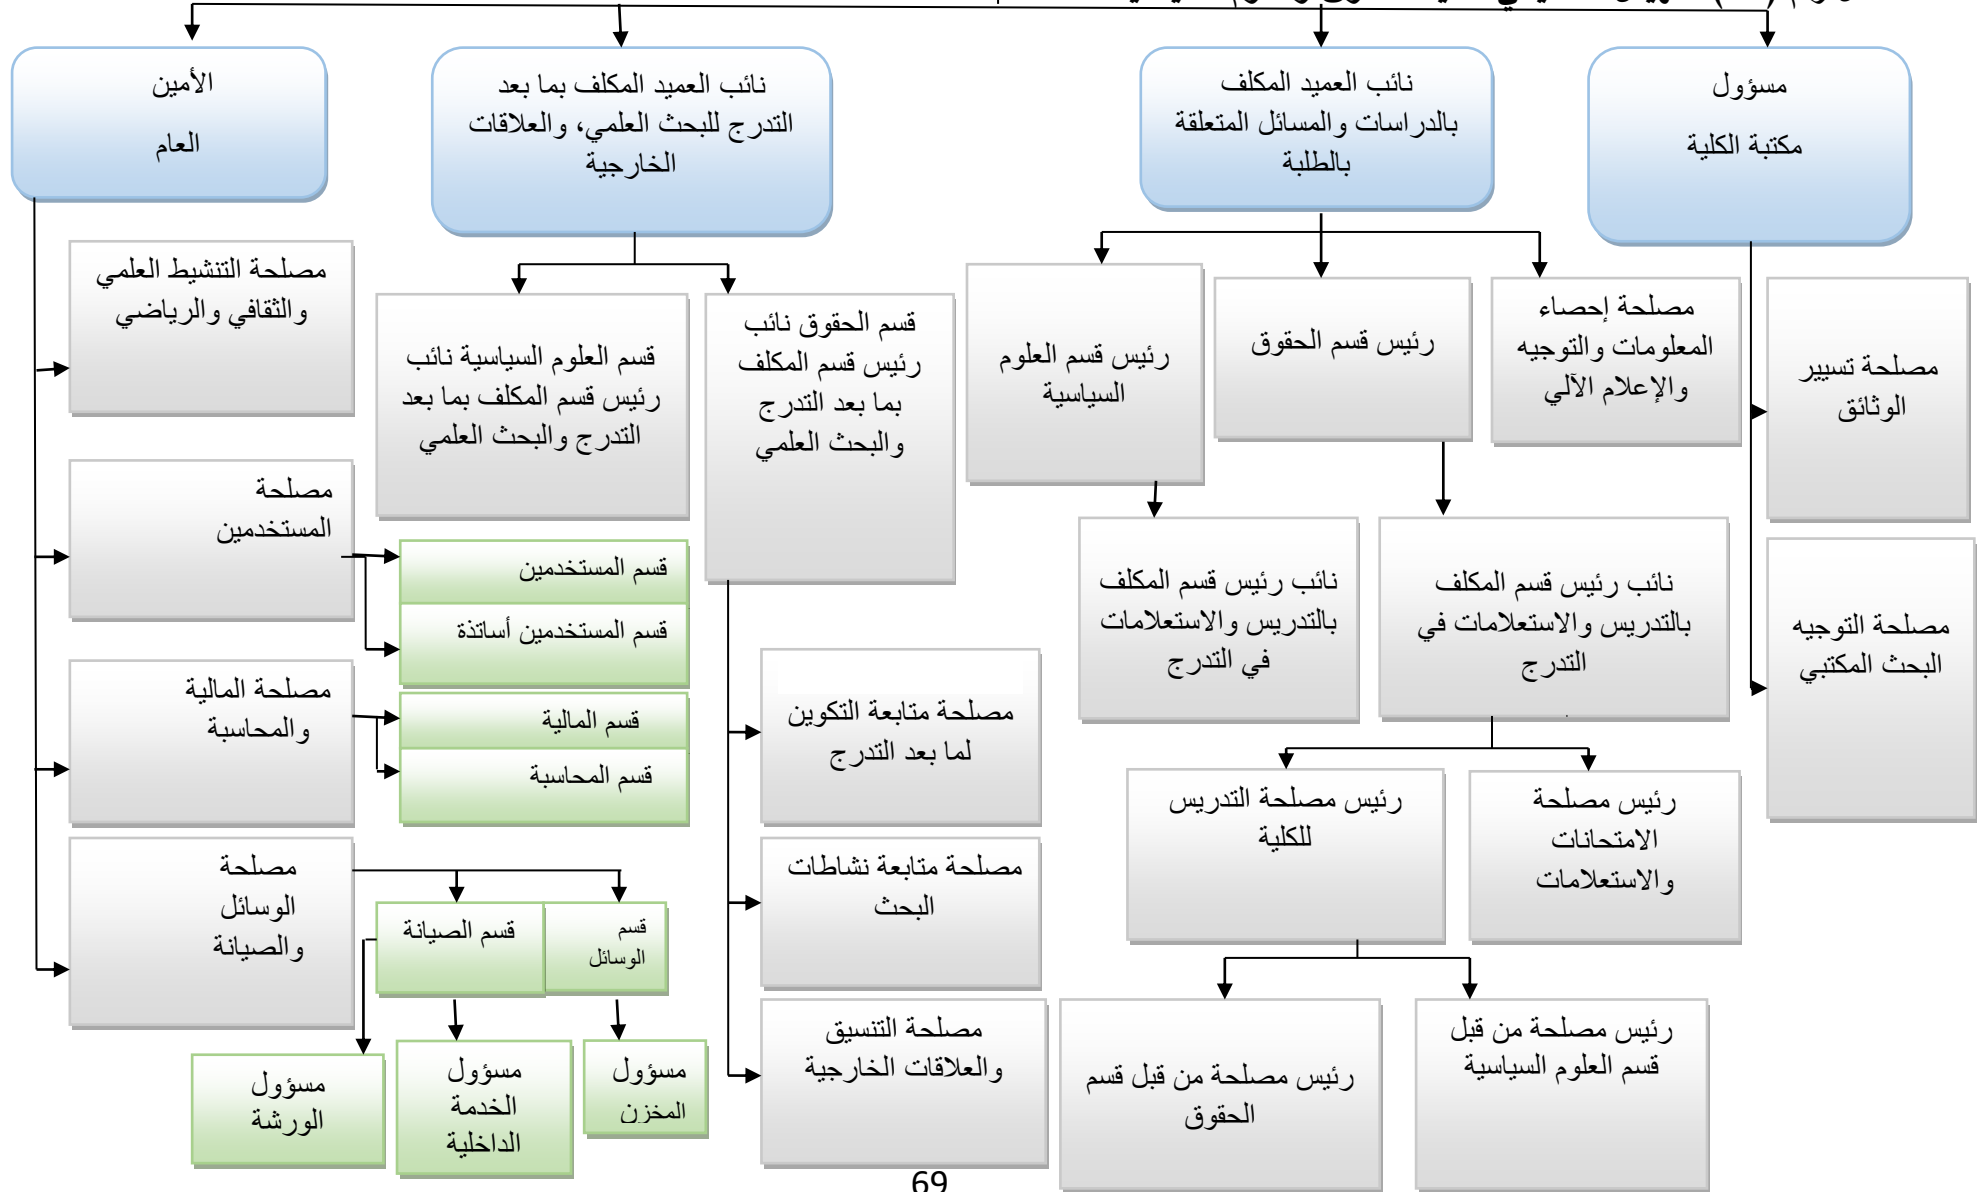 مسؤول
مكتبة الكلية
نائب العميد المكلف
بالدراسات والمسائل المتعلقة
بالطلبة
نائب العميد المكلف بما بعد
التدرج للبحث العلمي، والعلاقات
الخارجية
الأمين
العام
مصلحة تسيير
الوثائق
مصلحة التوجيه
البحث المكتبي
مصلحة إحصاء
المعلومات والتوجيه
والإعلام الآلي
رئيس قسم الحقوق
رئيس قسم العلوم
السياسية
نائب رئيس قسم المكلف
بالتدريس والاستعلامات في
التدرج
نائب رئيس قسم المكلف
بالتدريس والاستعلامات
في التدرج
رئيس مصلحة
الامتحانات
والاستعلامات
رئيس مصلحة التدريس
للكلية
رئيس مصلحة من قبل
قسم العلوم السياسية
رئيس مصلحة من قبل قسم
الحقوق
قسم الحقوق نائب
رئيس قسم المكلف
بما بعد التدرج
والبحث العلمي
قسم العلوم السياسية نائب
رئيس قسم المكلف بما بعد
التدرج والبحث العلمي
مصلحة متابعة التكوين
لما بعد التدرج
مصلحة متابعة نشاطات
البحث
مصلحة التنسيق
والعلاقات الخارجية
مصلحة التنشيط العلمي
والثقافي والرياضي
مصلحة
المستخدمين
قسم المستخدمين
قسم المستخدمين أساتذة
مصلحة المالية
والمحاسبة
قسم المالية
قسم المحاسبة
مصلحة
الوسائل
والصيانة
قسم
الوسائل
قسم الصيانة
مسؤول
المخزن
مسؤول
الخدمة
الداخلية
مسؤول
الورشة
69